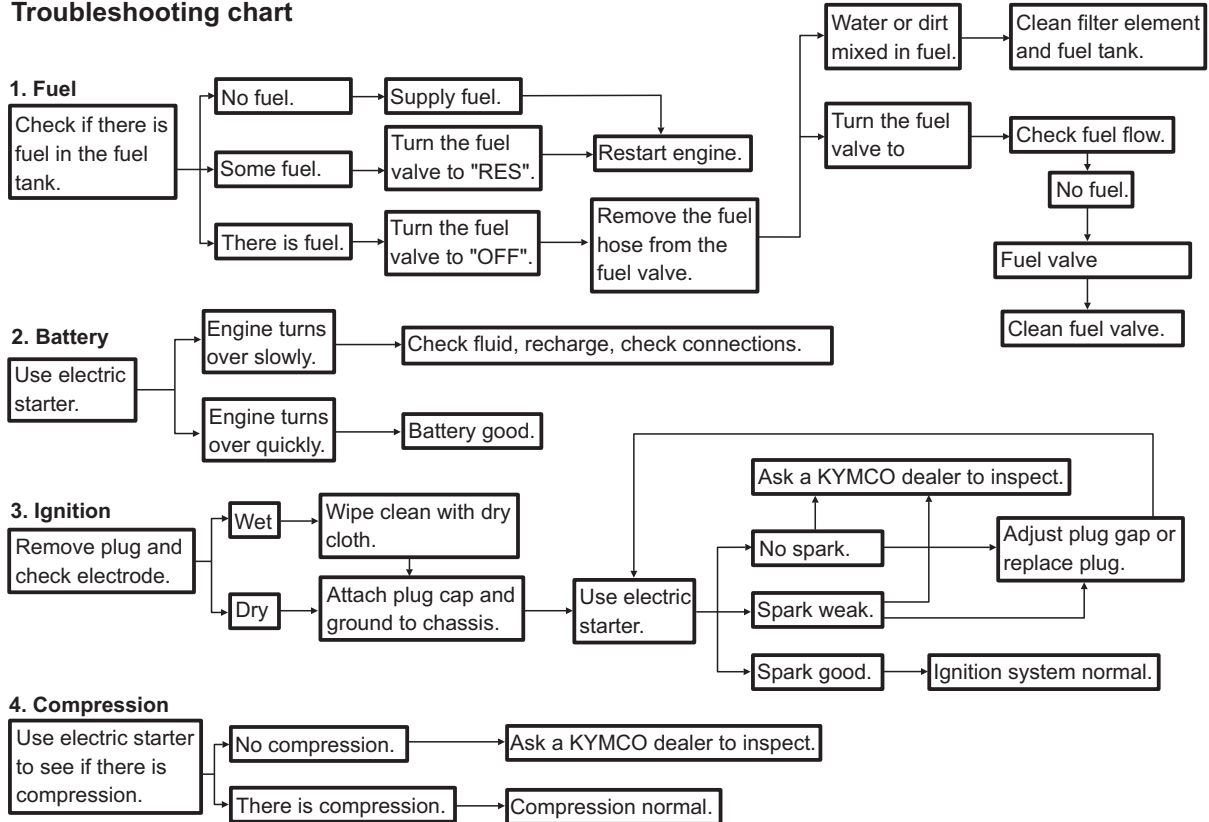 Troubleshooting chart
1. Fuel
Check if there is
fuel in the fuel
tank.
No fuel.
Supply fuel.
Some fuel.
Turn the fuel
valve to "RES".
Restart engine.
There is fuel.
Turn the fuel
valve to "OFF".
Remove the fuel
hose from the
fuel valve.
Water or dirt
mixed in fuel.
Clean filter element
and fuel tank.
Turn the fuel
valve to
Check fuel flow.
No fuel.
Fuel valve
Clean fuel valve.
2. Battery
Use electric
starter.
Engine turns
over slowly.
Check fluid, recharge, check connections.
Engine turns
over quickly.
Battery good.
3. Ignition
Remove plug and
check electrode.
Wet
Wipe clean with dry
cloth.
Dry
Attach plug cap and
ground to chassis.
Use electric
starter.
Ask a KYMCO dealer to inspect.
No spark.
Adjust plug gap or
replace plug.
Spark weak.
Spark good.
Ignition system normal.
4. Compression
Use electric starter
to see if there is
compression.
No compression.
Ask a KYMCO dealer to inspect.
There is compression.
Compression normal.